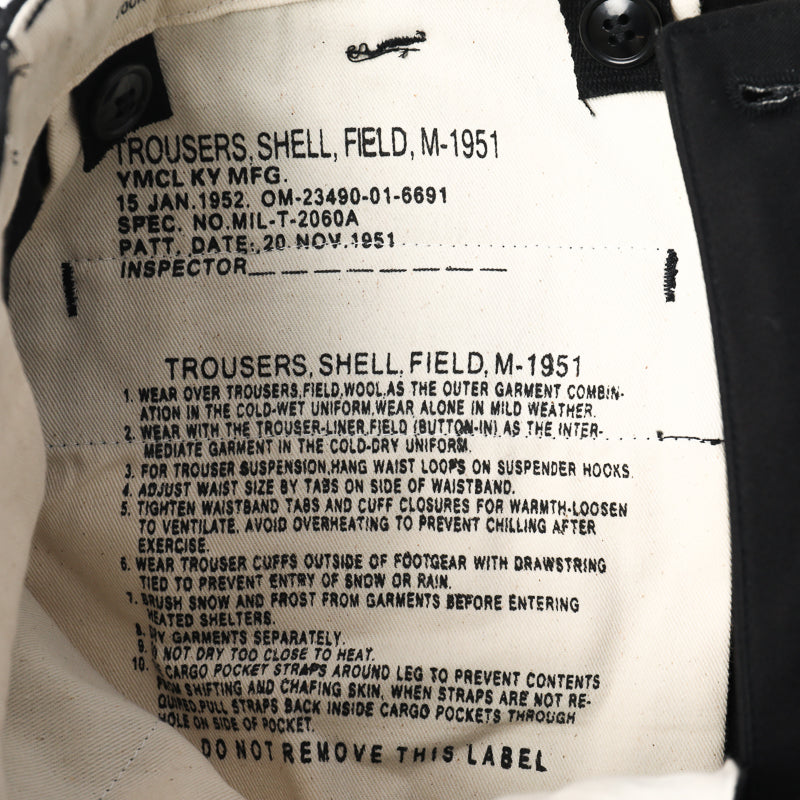 TROUSERS, SHELL, FIELD, M-1951
YMCL KY MFG.
15 JAN. 1952. OM-23490-01-6691
SPEC. NO.MIL-T-2060A
PATT. DATE:,20 NOV.1951
INSPECTOR_ _ _ _ _ _ _ _ _
TROUSERS, SHELL, FIELD, M-1951
1. WEAR OVER TROUSERS,FIELD,WOOL,AS THE OUTER GARMENT COMBIN-
ATION IN THE COLD-WET UNIFORM,WEAR ALONE IN MILD WEATHER.
2. WEAR WITH THE TROUSER-LINER,FIELD (BUTTON-IN) AS THE INTER-
MEDIATE GARMENT IN THE COLD-DRY UNIFORM.
3. FOR TROUSER SUSPENSION,HANG WAIST LOOPS ON SUSPENDER HOOKS.
4. ADJUST WAIST SIZE BY TABS ON SIDE OF WAISTBAND.
5. TIGHTEN WAISTBAND TABS AND CUFF CLOSURES FOR WARMTH-LOOSEN
TO VENTILATE. AVOID OVERHEATING TO PREVENT CHILLING AFTER
EXERCISE.
6. WEAR TROUSER CUFFS OUTSIDE OF FOOTGEAR WITH DRAWSTRING
TIED TO PREVENT ENTRY OF SNOW OR RAIN.
7. BRUSH SNOW AND FROST FROM GARMENTS BEFORE ENTERING
HEATED SHELTERS.
8. DRY GARMENTS SEPARATELY.
9. DO NOT DRY TOO CLOSE TO HEAT.
10. CARGO POCKET STRAPS AROUND LEG TO PREVENT CONTENTS
FROM SHIFTING AND CHAFING SKIN, WHEN STRAPS ARE NOT RE-
QUIRED,PULL STRAPS BACK INSIDE CARGO POCKETS THROUGH
HOLE ON SIDE OF POCKET.
DO NOT REMOVE THIS LABEL